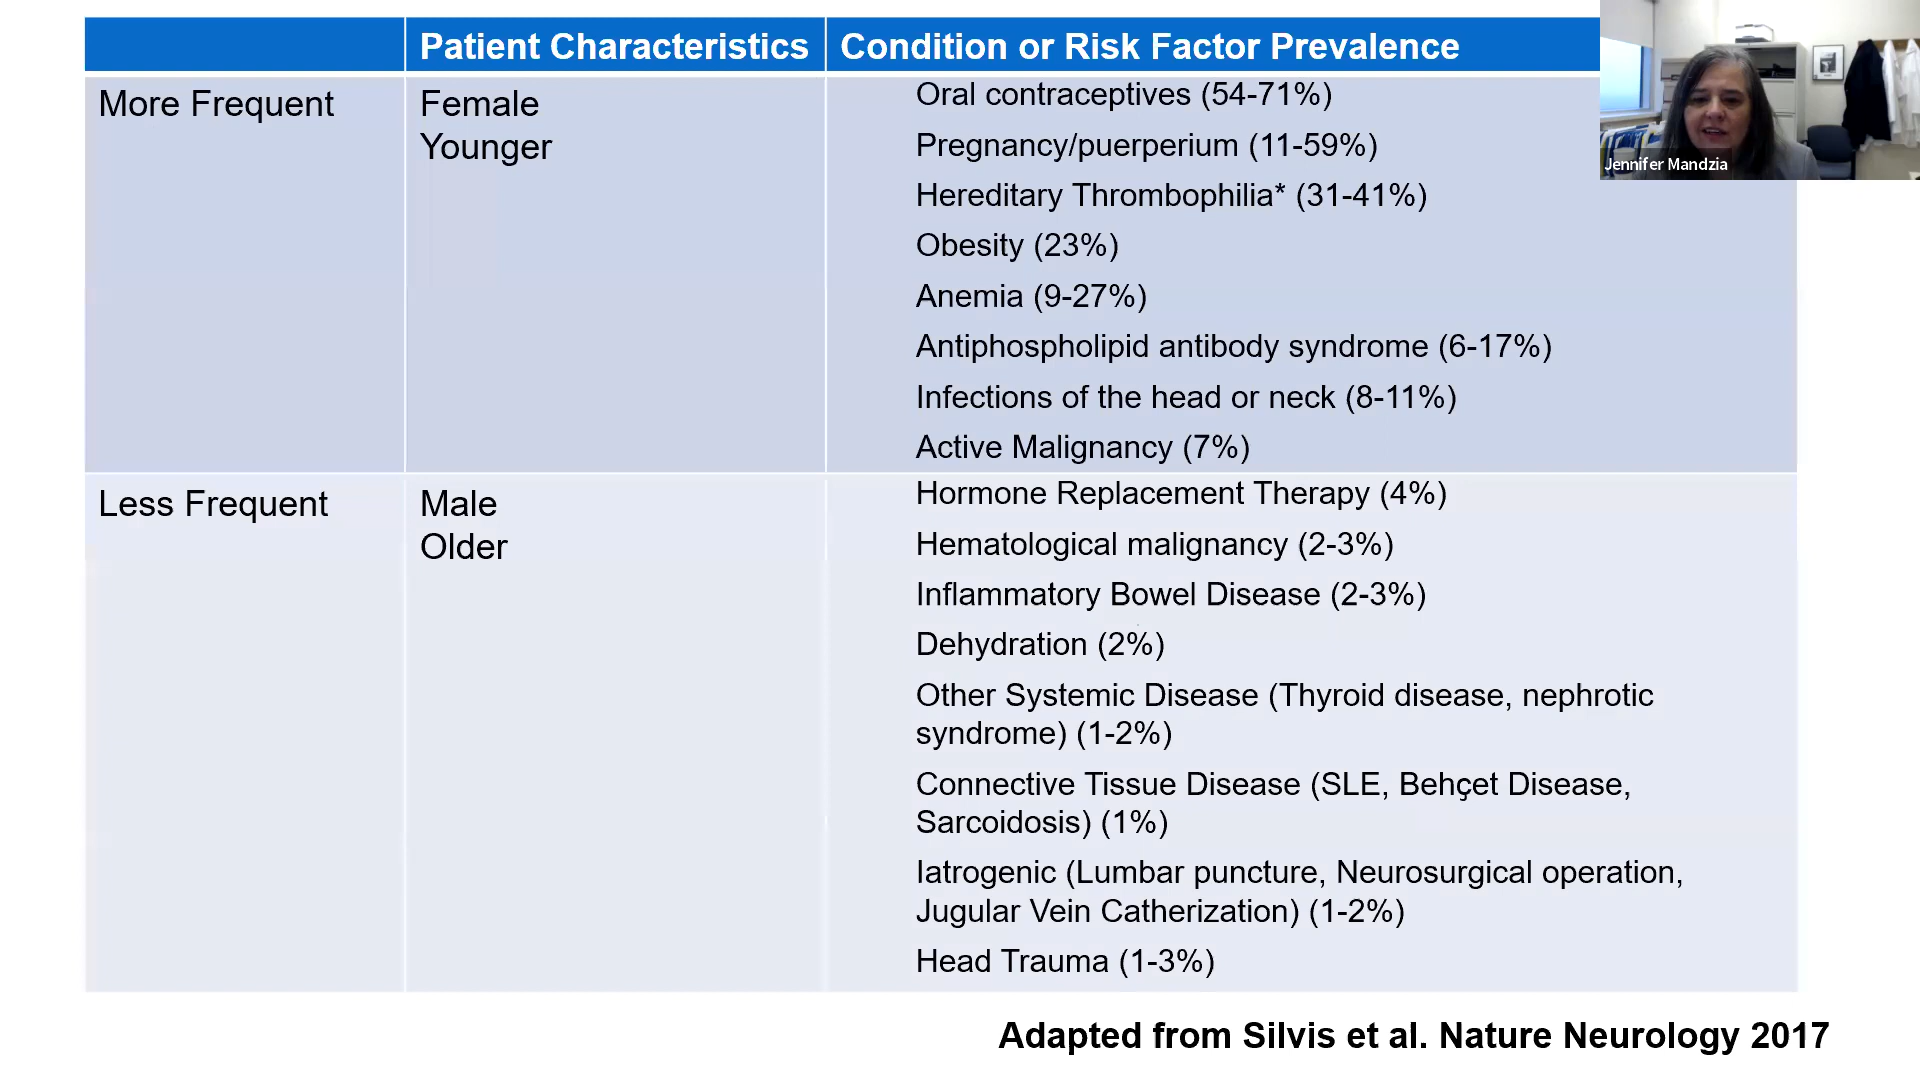 Patient Characteristics
Condition or Risk Factor Prevalence
More Frequent
Female
Younger
Oral contraceptives (54-71%)
Pregnancy/puerperium (11-59%)
Hereditary Thrombophilia* (31-41%)
Obesity (23%)
Anemia (9-27%)
Antiphospholipid antibody syndrome (6-17%)
Infections of the head or neck (8-11%)
Active Malignancy (7%)
Less Frequent
Male
Older
Hormone Replacement Therapy (4%)
Hematological malignancy (2-3%)
Inflammatory Bowel Disease (2-3%)
Dehydration (2%)
Other Systemic Disease (Thyroid disease, nephrotic
syndrome) (1-2%)
Connective Tissue Disease (SLE, Behçet Disease,
Sarcoidosis) (1%)
Iatrogenic (Lumbar puncture, Neurosurgical operation,
Jugular Vein Catherization) (1-2%)
Head Trauma (1-3%)
Adapted from Silvis et al. Nature Neurology 2017
Jennifer Mandzia